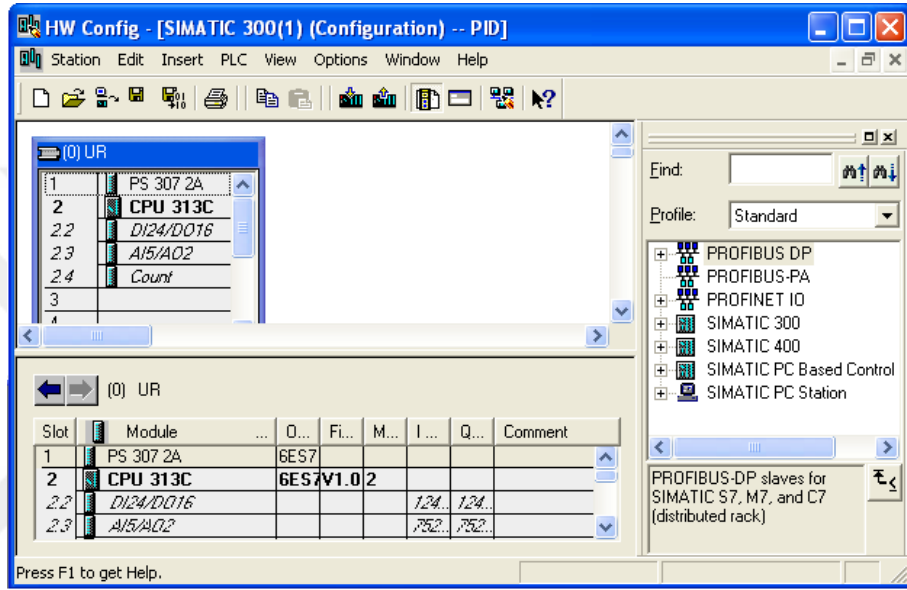 HW Config - [SIMATIC 300(1) (Configuration) -- PID]
Station Edit Insert PLC View Options Window Help
(0) UR
1 PS 307 2A
2 CPU 313C
2.2 DI24/DO16
2.3 AI5/AO2
2.4 Count
3
4
Find:
Profile: Standard
PROFIBUS DP
PROFIBUS-PA
PROFINET IO
SIMATIC 300
SIMATIC 400
SIMATIC PC Based Control
SIMATIC PC Station
PROFIBUS-DP slaves for
SIMATIC S7, M7, and C7
(distributed rack)
(0) UR
Slot Module ... O... Fi... M... I ... Q... Comment
1 PS 307 2A 6ES7
2 CPU 313C 6ES7 V1.0 2
2.2 DI24/DO16 124... 124...
2.3 AI5/AO2 752... 752...
Press F1 to get Help.